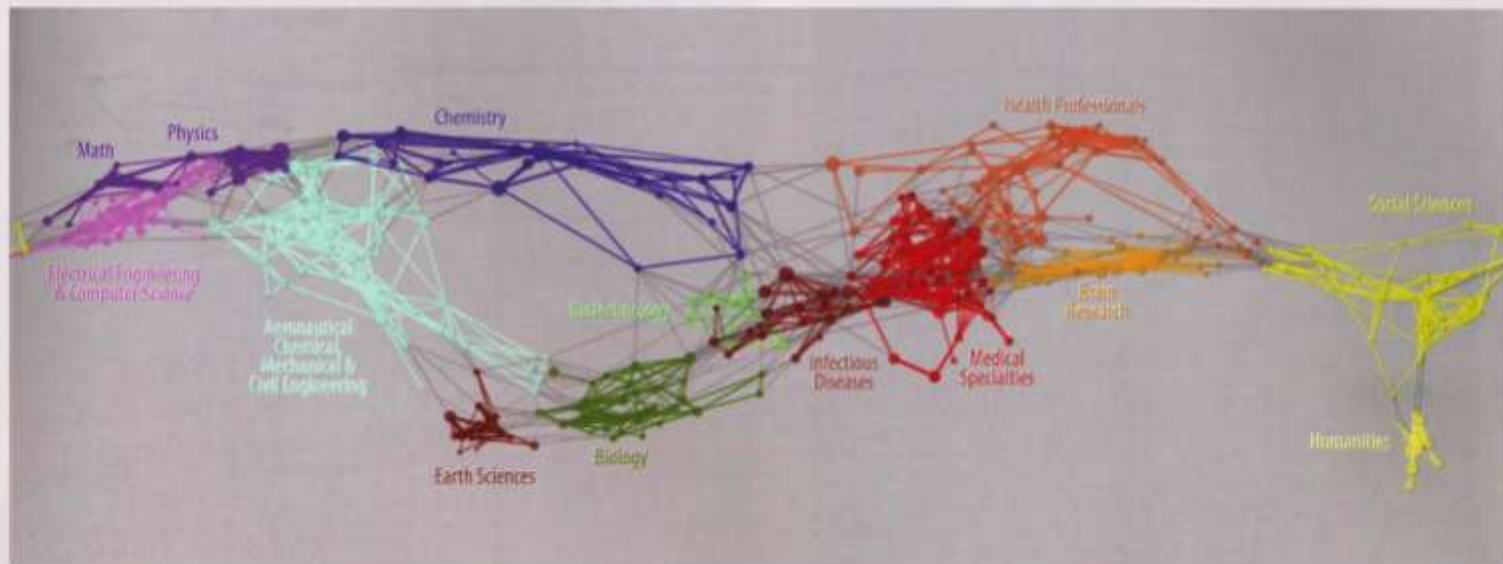 Health Professionals
Chemistry
Physics
Math
Social Sciences
Electrical Engineering
& Computer Science
Biotechnology
Brain
Research
Aeronautical,
Chemical,
Mechanical &
Civil Engineering
Infectious
Diseases
Medical
Specialties
Humanities
Biology
Earth Sciences